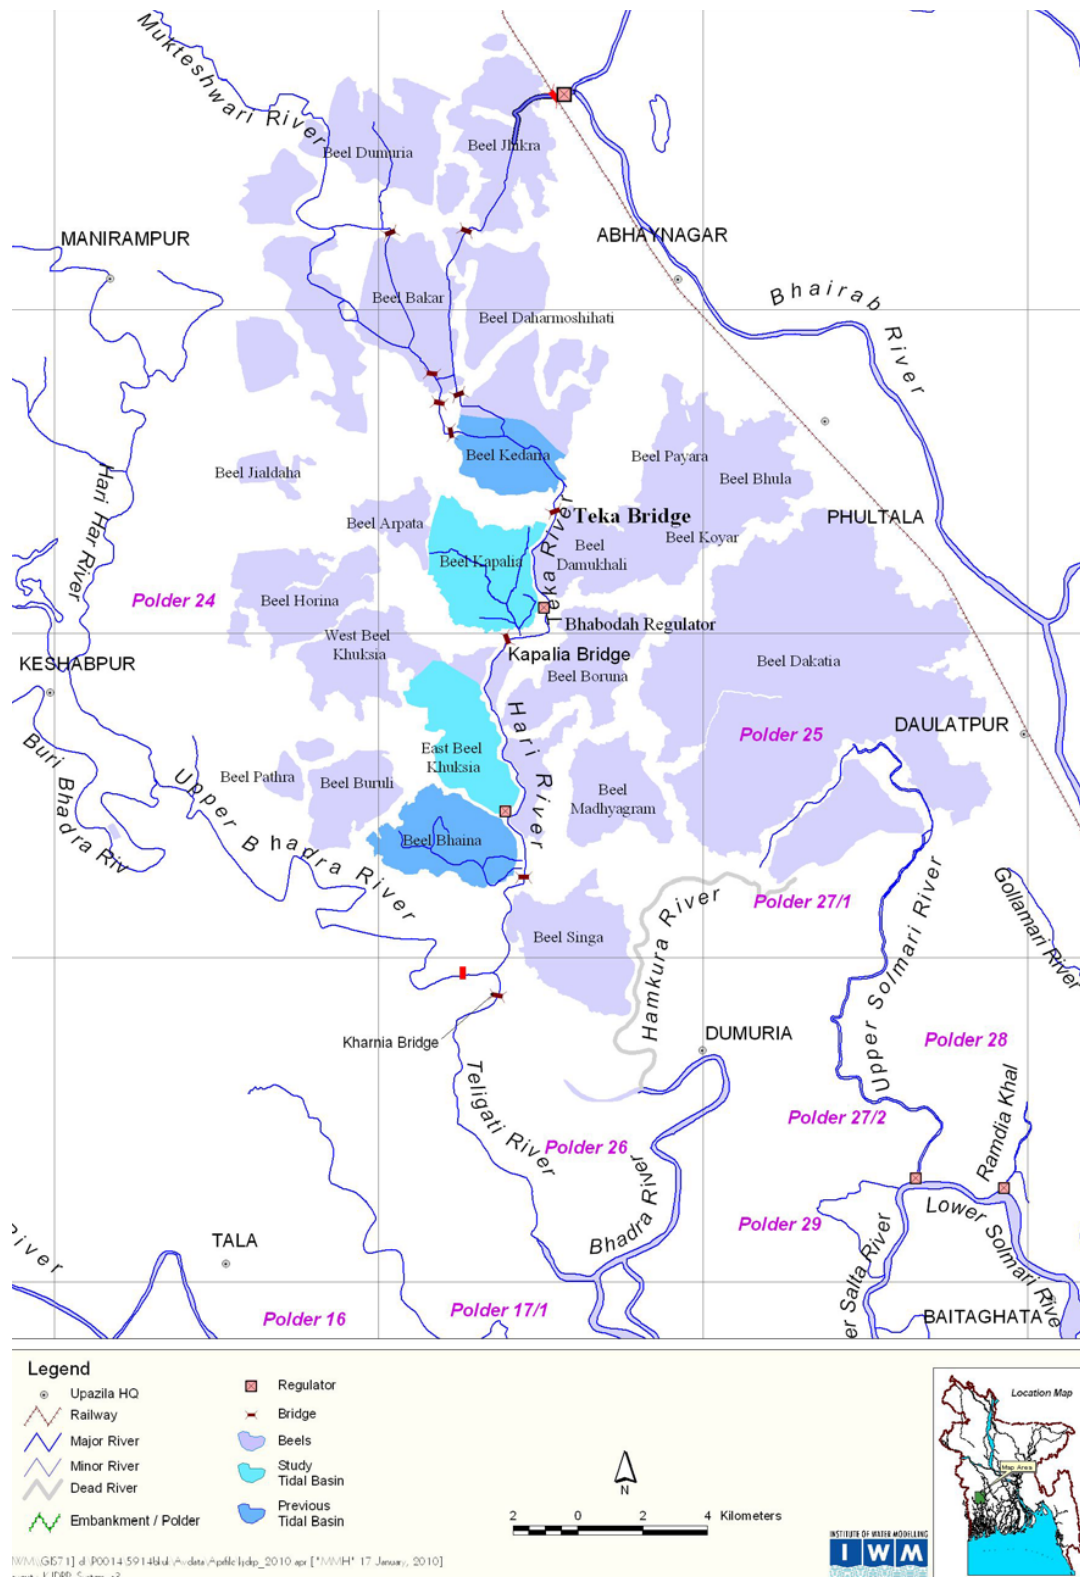 Mukteshwari River
Beel Dumuria
Beel Jhikra
MANIRAMPUR
ABHAYNAGAR
Bhairab River
Beel Bakar
Beel Daharmoshihati
Beel Kedaria
Beel Payara
Beel Bhula
Beel Jialdaha
Hari Har River
Beel Arpata
Teka Bridge
PHULTALA
Beel Koyar
Beel Kapalia
Teka River
Beel
Damukhali
Polder 24
Beel Horina
Bhabodah Regulator
West Beel
Khuksia
Kapalia Bridge
KESHABPUR
Beel Boruna
Beel Dakatia
Hari River
DAULATPUR
Polder 25
Buri Bhadra Riv
East Beel
Khuksia
Beel Pathra
Beel Buruli
Upper Bhadra River
Beel
Madhyagram
Beel Bhaina
Hamkura River
Polder 27/1
Upper Solmari River
Gollamari River
Beel Singa
DUMURIA
Kharnia Bridge
Polder 28
Teligati River
Ramdia Khal
Polder 27/2
Polder 26
Bhadra River
Polder 29
Lower Solmari Rive
River
TALA
er Salta River
Polder 16
Polder 17/1
BAITAGHATA
Legend
Upazila HQ
Railway
Major River
Minor River
Dead River
Embankment / Polder
Regulator
Bridge
Beels
Study
Tidal Basin
Previous
Tidal Basin
N
2 0 2 4 Kilometers
Location Map
Map Area
INSTITUTE OF WATER MODELLING
IWM
["MMH" 17 January, 2010]